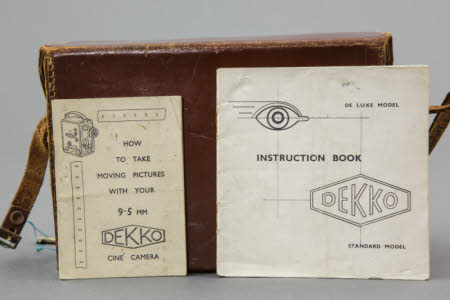 HOW
TO TAKE
MOVING PICTURES
WITH YOUR
9·5 MM
DEKKO
CINÉ CAMERA
DE LUXE MODEL
INSTRUCTION BOOK
DEKKO
STANDARD MODEL